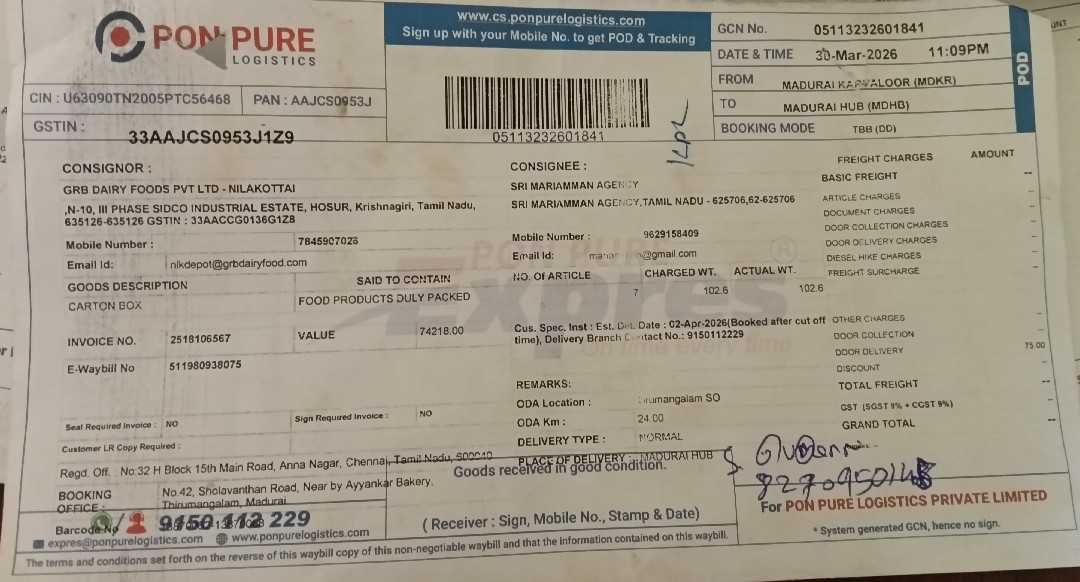 PON PURE
LOGISTICS
CIN : U63090TN2005PTC56468
PAN : AAJCS0953J
GSTIN :
33AAJCS0953J1Z9
www.cs.ponpurelogistics.com
Sign up with your Mobile No. to get POD & Tracking
05113232601841
GCN No. 05113232601841
DATE & TIME 30-Mar-2026 11:09PM
FROM MADURAI KAPPALOOR (MDKR)
TO MADURAI HUB (MDHB)
BOOKING MODE TBB (DD)
POD
CONSIGNOR :
GRB DAIRY FOODS PVT LTD - NILAKOTTAI
,N-10, III PHASE SIDCO INDUSTRIAL ESTATE, HOSUR, Krishnagiri, Tamil Nadu,
635126-635126 GSTIN : 33AACCG0136G1Z8
Mobile Number : 7845907028
Email Id: nlkdepot@grbdairyfood.com
GOODS DESCRIPTION SAID TO CONTAIN
CARTON BOX FOOD PRODUCTS DULY PACKED
INVOICE NO. 2518106567 VALUE 74218.00
E-Waybill No 511980938075
Seal Required Invoice : NO Sign Required Invoice : NO
Customer LR Copy Required :
CONSIGNEE :
SRI MARIAMMAN AGENCY
SRI MARIAMMAN AGENCY,TAMIL NADU - 625706,62-625706
Mobile Number : 9629158409
Email Id: @gmail.com
NO. Of ARTICLE CHARGED WT. ACTUAL WT.
7 102.6 102.6
PON PURE
Expres
On time every time
Cus. Spec. Inst : Est. Del. Date : 02-Apr-2026(Booked after cut off
time), Delivery Branch Contact No.: 9150112229
REMARKS:
ODA Location : Tirumangalam SO
ODA Km : 24.00
DELIVERY TYPE : NORMAL
PLACE OF DELIVERY : MADURAI HUB
FREIGHT CHARGES AMOUNT
BASIC FREIGHT --
ARTICLE CHARGES
DOCUMENT CHARGES
DOOR COLLECTION CHARGES
DOOR DELIVERY CHARGES
DIESEL HIKE CHARGES
FREIGHT SURCHARGE
OTHER CHARGES
DOOR COLLECTION
DOOR DELIVERY 75.00
DISCOUNT
TOTAL FREIGHT --
GST (SGST 9% + CGST 9%)
GRAND TOTAL --
Regd. Off. No:32 H Block 15th Main Road, Anna Nagar, Chennai, Tamil Nadu, 600040
Goods received in good condition.
BOOKING OFFICE : No.42, Sholavanthan Road, Near by Ayyankar Bakery,
Thirumangalam, Madurai
Barcode No
9150 112 229
expres@ponpurelogistics.com www.ponpurelogistics.com
( Receiver : Sign, Mobile No., Stamp & Date)
For PON PURE LOGISTICS PRIVATE LIMITED
* System generated GCN, hence no sign.
The terms and conditions set forth on the reverse of this waybill copy of this non-negotiable waybill and that the information contained on this waybill.